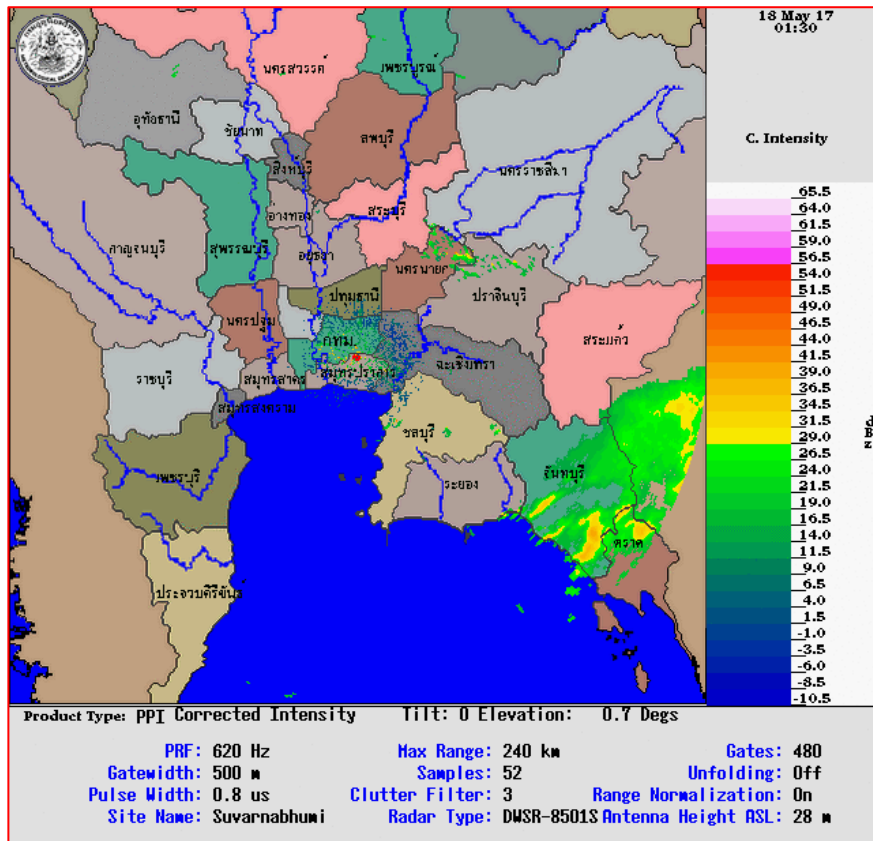 18 May 17
01:30
C. Intensity
นครสวรรค์
เพชรบูรณ์
อุทัยธานี
ชัยนาท
ลพบุรี
สิงห์บุรี
นครราชสีมา
อ่างทอง
สระบุรี
กาญจนบุรี
สุพรรณบุรี
อยุธยา
นครนายก
ปทุมธานี
ปราจีนบุรี
นครปฐม
สระแก้ว
กทม.
ฉะเชิงเทรา
ราชบุรี
สมุทรสาคร
สมุทรปราการ
สมุทรสงคราม
ชลบุรี
จันทบุรี
เพชรบุรี
ระยอง
ตราด
ประจวบคีรีขันธ์
65.5
64.0
61.5
59.0
56.5
54.0
51.5
49.0
46.5
44.0
41.5
39.0
36.5
34.5
31.5
29.0
26.5
24.0
21.5
19.0
16.5
14.0
11.5
9.0
6.5
4.0
1.5
-1.0
-3.5
-6.0
-8.5
-10.5
Product Type: PPI Corrected Intensity Tilt: 0 Elevation: 0.7 Degs
PRF: 620 Hz Max Range: 240 km Gates: 480
Gatewidth: 500 m Samples: 52 Unfolding: Off
Pulse Width: 0.8 us Clutter Filter: 3 Range Normalization: On
Site Name: Suvarnabhumi Radar Type: DWSR-8501S Antenna Height ASL: 28 m